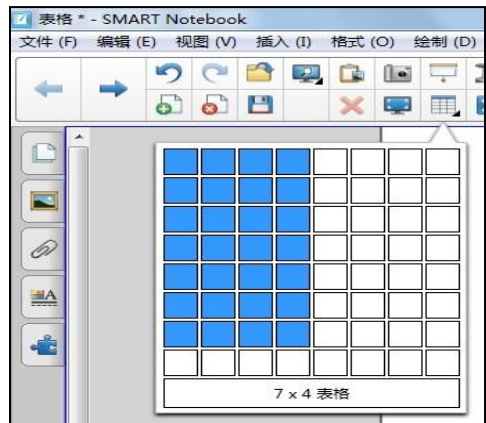 表格 * - SMART Notebook
文件 (F) 编辑 (E) 视图 (V) 插入 (I) 格式 (O) 绘制 (D)
7 x 4 表格